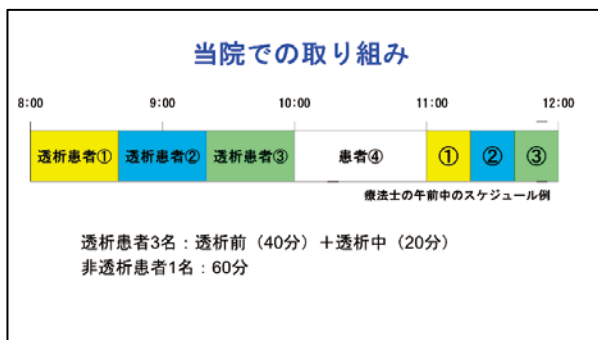 当院での取り組み
8:00 9:00 10:00 11:00 12:00
透析患者① 透析患者② 透析患者③ 患者④ ① ② ③
療法士の午前中のスケジュール例
透析患者3名：透析前（40分）＋透析中（20分）
非透析患者1名：60分